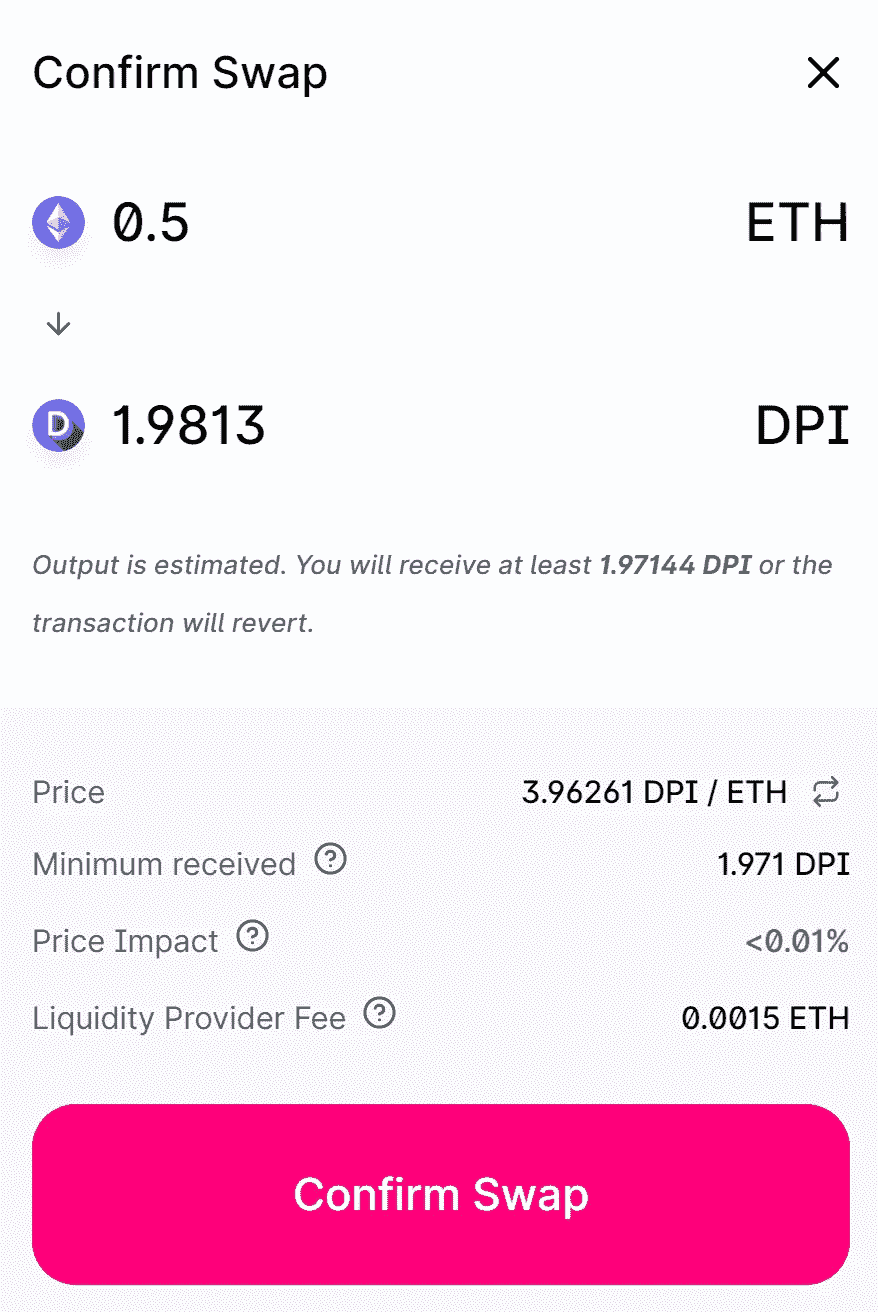 Confirm Swap
0.5 ETH
D 1.9813 DPI
Output is estimated. You will receive at least 1.97144 DPI or the
transaction will revert.
Price 3.96261 DPI / ETH
Minimum received ? 1.971 DPI
Price Impact ? <0.01%
Liquidity Provider Fee ? 0.0015 ETH
Confirm Swap